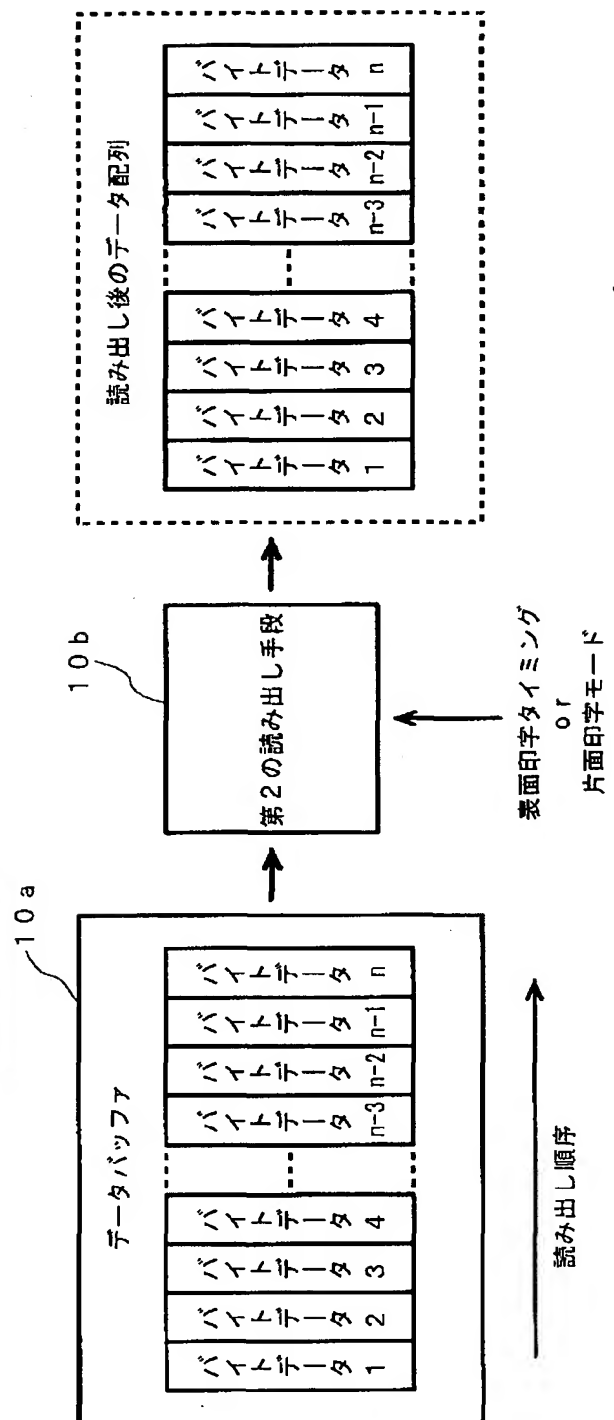 10a
データバッファ
バイトデータ 1
バイトデータ 2
バイトデータ 3
バイトデータ 4
バイトデータ n-3
バイトデータ n-2
バイトデータ n-1
バイトデータ n
読み出し順序
10b
第2の読み出し手段
表面印字タイミング
or
片面印字モード
読み出し後のデータ配列
バイトデータ 1
バイトデータ 2
バイトデータ 3
バイトデータ 4
バイトデータ n-3
バイトデータ n-2
バイトデータ n-1
バイトデータ n